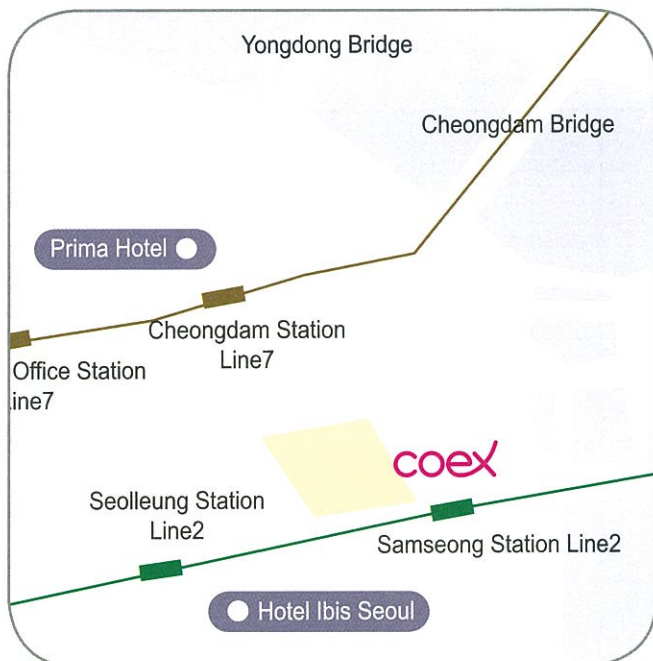 Yongdong Bridge
Cheongdam Bridge
Prima Hotel
Cheongdam Station
Line7
Office Station
ine7
coex
Seolleung Station
Line2
Samseong Station Line2
Hotel Ibis Seoul